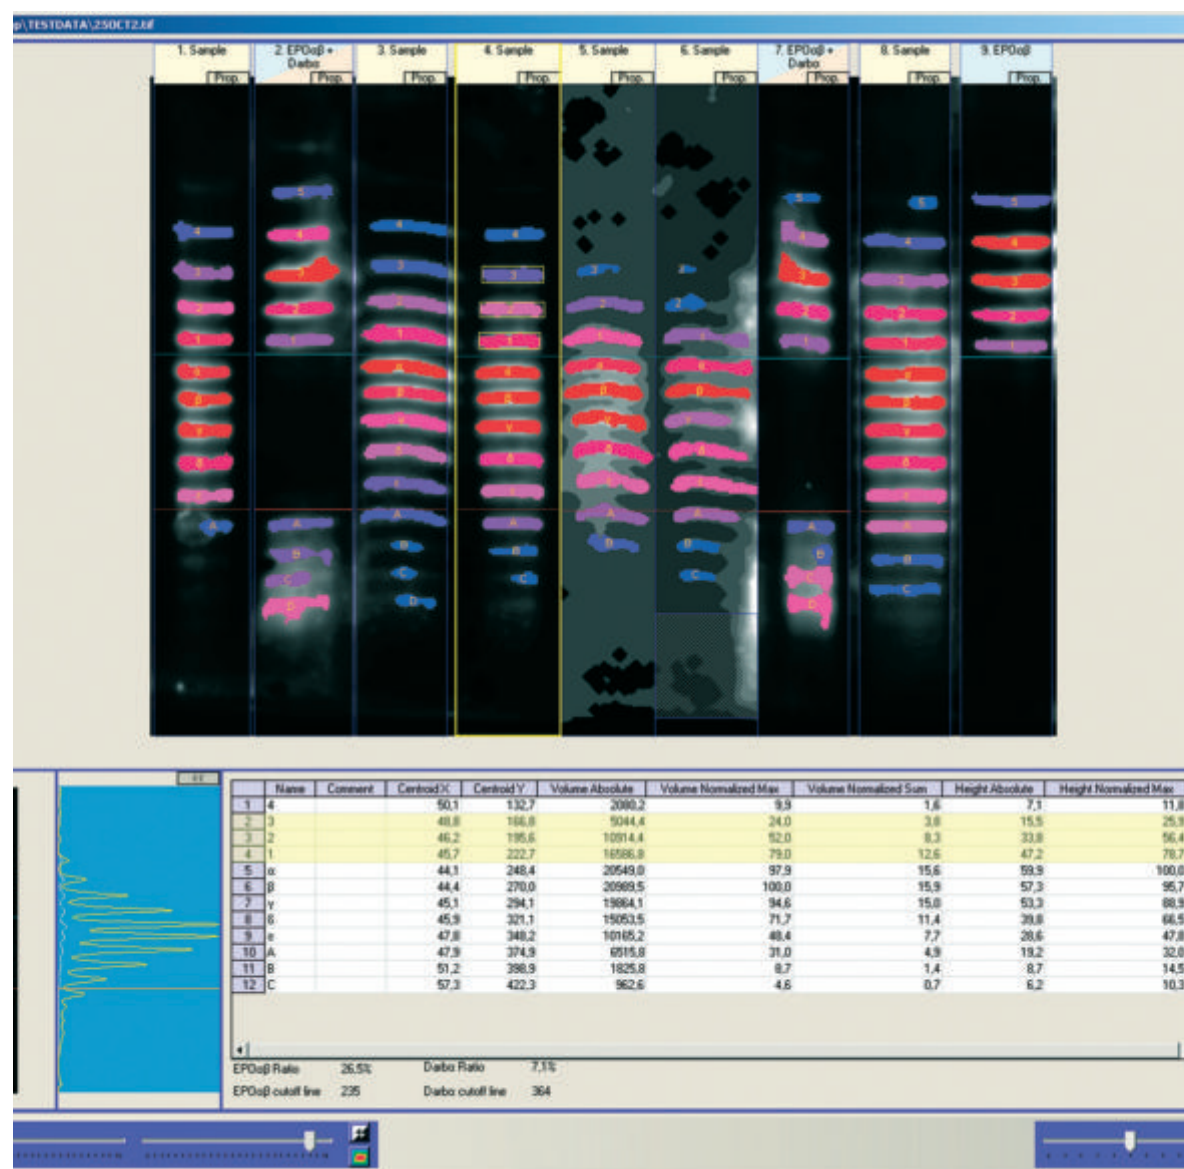 p\TESTDATA\25OCT2.tif
1. Sample 2. EPOαβ + Darbo 3. Sample 4. Sample 5. Sample 6. Sample 7. EPOαβ + Darbo 8. Sample 9. EPOαβ
Prop. Prop. Prop. Prop. Prop. Prop. Prop. Prop.
Name Comment Centroid X Centroid Y Volume Absolute Volume Normalized Max Volume Normalized Sum Height Absolute Height Normalized Max
1 4 50,1 132,7 2080,2 9,9 1,6 7,1 11,8
2 3 48,8 166,8 5044,4 24,0 3,8 15,5 25,9
3 2 46,2 195,6 10914,4 52,0 8,3 33,8 56,4
4 1 45,7 222,7 16586,8 79,0 12,6 47,2 78,7
5 α 44,1 248,4 20549,0 97,9 15,6 59,9 100,0
6 β 44,4 270,0 20989,5 100,0 15,9 57,3 95,7
7 γ 45,1 294,1 19864,1 94,6 15,0 53,3 88,9
8 δ 45,9 321,1 15053,5 71,7 11,4 39,8 66,5
9 e 47,8 348,2 10165,2 48,4 7,7 28,6 47,8
10 A 47,9 374,9 6515,8 31,0 4,9 19,2 32,0
11 B 51,2 398,9 1825,8 8,7 1,4 8,7 14,5
12 C 57,3 422,3 962,6 4,6 0,7 6,2 10,3
EPOαβ Ratio 26,5% Darbo Ratio 7,1%
EPOαβ cutoff line 235 Darbo cutoff line 364